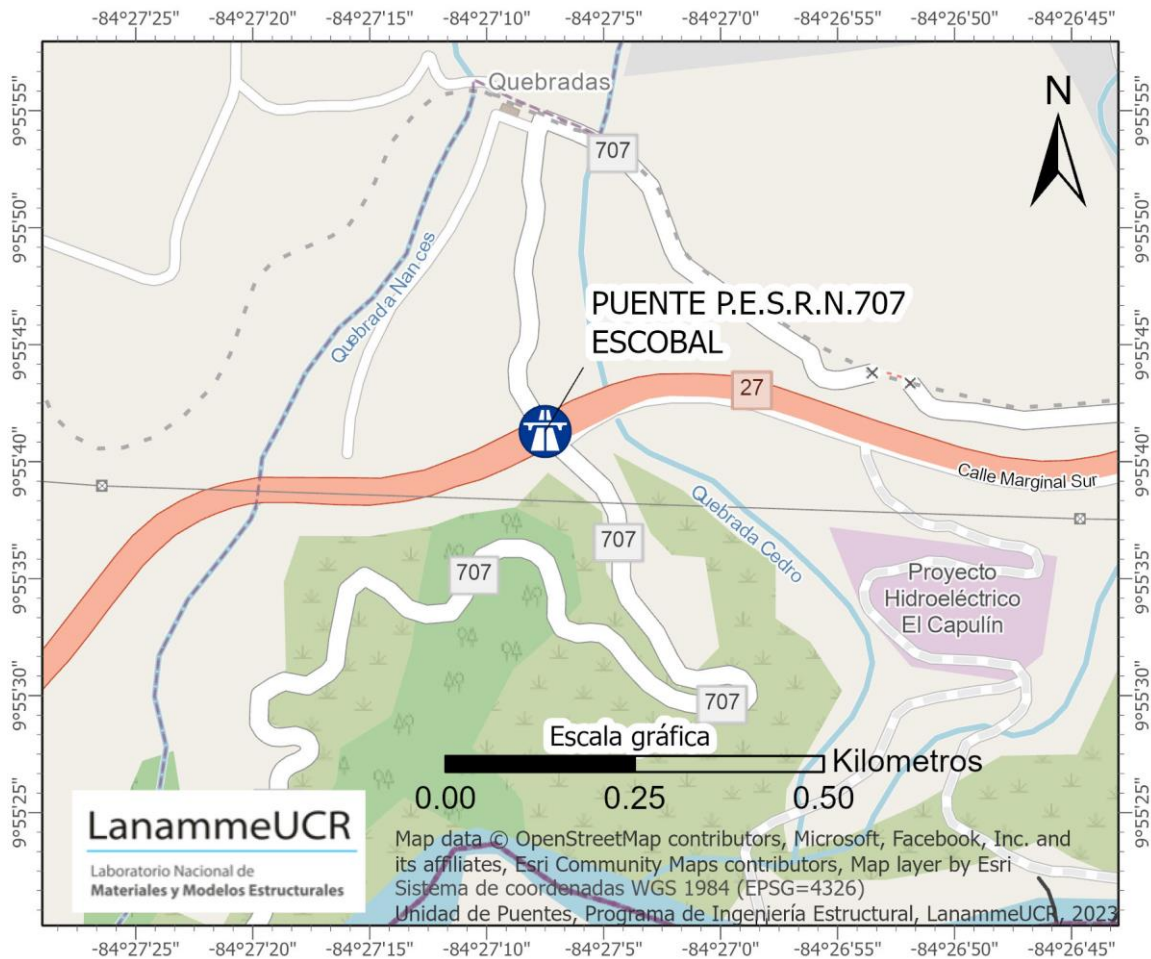 -84°27'25" -84°27'20" -84°27'15" -84°27'10" -84°27'5" -84°27'0" -84°26'55" -84°26'50" -84°26'45"
9°55'55" 9°55'55"
Quebradas
N
707
9°55'50" 9°55'50"
Quebrada Nances
PUENTE P.E.S.R.N.707
ESCOBAL
9°55'45" 9°55'45"
27
9°55'40" 9°55'40"
Calle Marginal Sur
Quebrada Cedro
707
707
9°55'35" 9°55'35"
Proyecto
Hidroeléctrico
El Capulín
707
9°55'30" 9°55'30"
Escala gráfica
Kilometros
0.00 0.25 0.50
9°55'25" 9°55'25"
LanammeUCR
Laboratorio Nacional de
Materiales y Modelos Estructurales
Map data © OpenStreetMap contributors, Microsoft, Facebook, Inc. and
its affiliates, Esri Community Maps contributors, Map layer by Esri
Sistema de coordenadas WGS 1984 (EPSG=4326)
Unidad de Puentes, Programa de Ingeniería Estructural, LanammeUCR, 2023
-84°27'25" -84°27'20" -84°27'15" -84°27'10" -84°27'5" -84°27'0" -84°26'55" -84°26'50" -84°26'45"